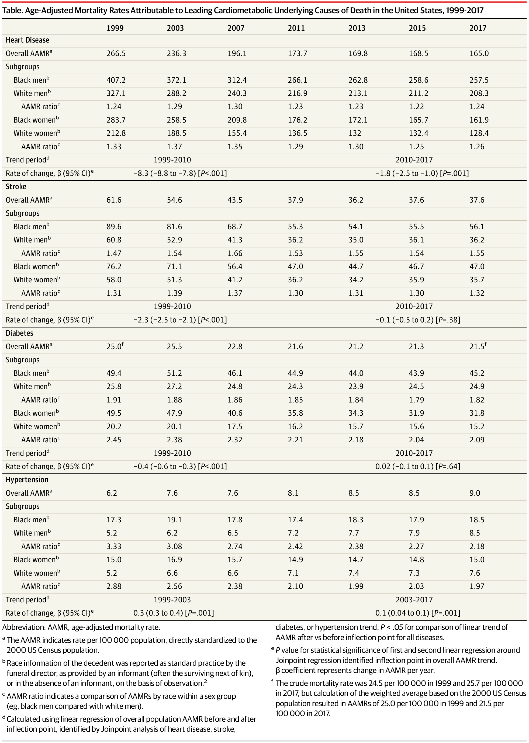 Table. Age-Adjusted Mortality Rates Attributable to Leading Cardiometabolic Underlying Causes of Death in the United States, 1999-2017
1999 2003 2007 2011 2013 2015 2017
Heart Disease
Overall AAMRᵃ 266.5 236.3 196.1 173.7 169.8 168.5 165.0
Subgroups
Black menᵇ 407.2 372.1 312.4 266.1 262.8 258.6 257.5
White menᵇ 327.1 288.2 240.3 216.9 213.1 211.2 208.3
AAMR ratioᶜ 1.24 1.29 1.30 1.23 1.23 1.22 1.24
Black womenᵇ 283.7 258.5 209.8 176.2 172.1 165.7 161.9
White womenᵇ 212.8 188.5 155.4 136.5 132 132.4 128.4
AAMR ratioᶜ 1.33 1.37 1.35 1.29 1.30 1.25 1.26
Trend periodᵈ 1999-2010 2010-2017
Rate of change, β (95% CI)ᵉ −8.3 (−8.8 to −7.8) [P<.001] −1.8 (−2.5 to −1.0) [P=.001]
Stroke
Overall AAMRᵃ 61.6 54.6 43.5 37.9 36.2 37.6 37.6
Subgroups
Black menᵇ 89.6 81.6 68.7 55.3 54.1 55.5 56.1
White menᵇ 60.8 52.9 41.3 36.2 35.0 36.1 36.2
AAMR ratioᶜ 1.47 1.54 1.66 1.53 1.55 1.54 1.55
Black womenᵇ 76.2 71.1 56.4 47.0 44.7 46.7 47.0
White womenᵇ 58.0 51.3 41.2 36.2 34.2 35.9 35.7
AAMR ratioᶜ 1.31 1.39 1.37 1.30 1.31 1.30 1.32
Trend periodᵈ 1999-2010 2010-2017
Rate of change, β (95% CI)ᵉ −2.3 (−2.5 to −2.1) [P<.001] −0.1 (−0.5 to 0.2) [P=.38]
Diabetes
Overall AAMRᵃ 25.0ᶠ 25.5 22.8 21.6 21.2 21.3 21.5ᶠ
Subgroups
Black menᵇ 49.4 51.2 46.1 44.9 44.0 43.9 45.2
White menᵇ 25.8 27.2 24.8 24.3 23.9 24.5 24.9
AAMR ratioᶜ 1.91 1.88 1.86 1.85 1.84 1.79 1.82
Black womenᵇ 49.5 47.9 40.6 35.8 34.3 31.9 31.8
White womenᵇ 20.2 20.1 17.5 16.2 15.7 15.6 15.2
AAMR ratioᶜ 2.45 2.38 2.32 2.21 2.18 2.04 2.09
Trend periodᵈ 1999-2010 2010-2017
Rate of change, β (95% CI)ᵉ −0.4 (−0.6 to −0.3) [P<.001] 0.02 (−0.1 to 0.1) [P=.64]
Hypertension
Overall AAMRᵃ 6.2 7.6 7.6 8.1 8.5 8.5 9.0
Subgroups
Black menᵇ 17.3 19.1 17.8 17.4 18.3 17.9 18.5
White menᵇ 5.2 6.2 6.5 7.2 7.7 7.9 8.5
AAMR ratioᶜ 3.33 3.08 2.74 2.42 2.38 2.27 2.18
Black womenᵇ 15.0 16.9 15.7 14.9 14.7 14.8 15.0
White womenᵇ 5.2 6.6 6.6 7.1 7.4 7.3 7.6
AAMR ratioᶜ 2.88 2.56 2.38 2.10 1.99 2.03 1.97
Trend periodᵈ 1999-2003 2003-2017
Rate of change, β (95% CI)ᵉ 0.3 (0.3 to 0.4) [P=.001] 0.1 (0.04 to 0.1) [P=.001]
Abbreviation: AAMR, age-adjusted mortality rate.
ᵃ The AAMR indicates rate per 100 000 population, directly standardized to the
2000 US Census population.
ᵇ Race information of the decedent was reported as standard practice by the
funeral director, as provided by an informant (often the surviving next of kin),
or in the absence of an informant, on the basis of observation.²
ᶜ AAMR ratio indicates a comparison of AAMRs by race within a sex group
(eg, black men compared with white men).
ᵈ Calculated using linear regression of overall population AAMR before and after
inflection point, identified by Joinpoint analysis of heart disease, stroke,
diabetes, or hypertension trend. P < .05 for comparison of linear trend of
AAMR after vs before inflection point for all diseases.
ᵉ P value for statistical significance of first and second linear regression around
Joinpoint regression identified inflection point in overall AAMR trend.
β coefficient represents change in AAMR per year.
ᶠ The crude mortality rate was 24.5 per 100 000 in 1999 and 25.7 per 100 000
in 2017, but calculation of the weighted average based on the 2000 US Census
population resulted in AAMRs of 25.0 per 100 000 in 1999 and 21.5 per
100 000 in 2017.